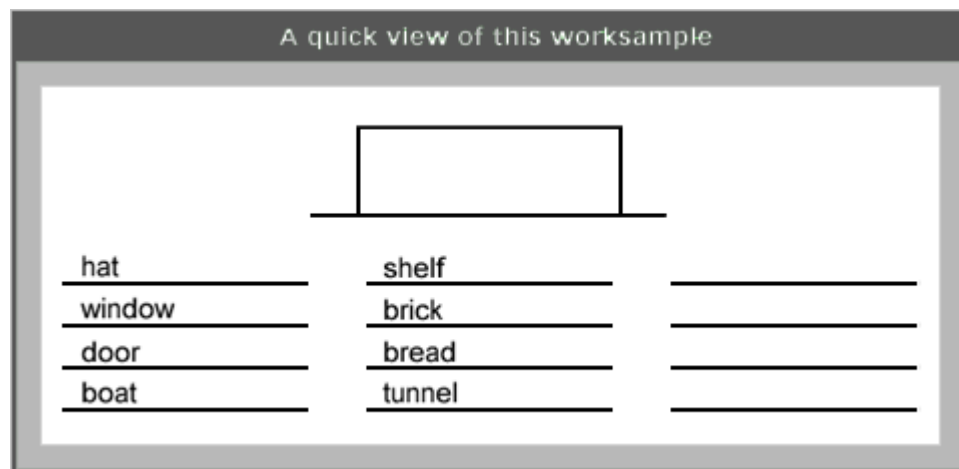 A quick view of this worksample
hat
window
door
boat
shelf
brick
bread
tunnel